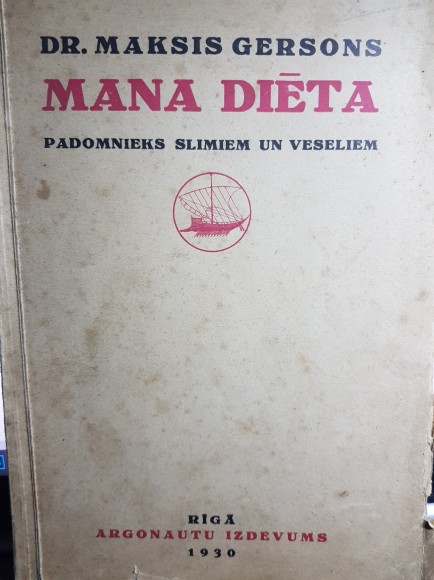 DR. MAKSIS GERSONS
MANA DIĒTA
PADOMNIEKS SLIMIEM UN VESELIEM
RĪGĀ
ARGONAUTU IZDEVUMS
1930